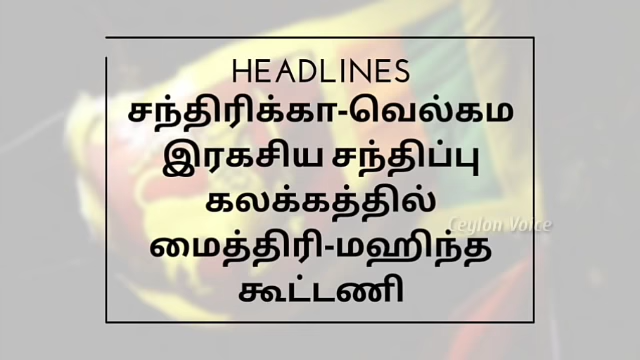 HEADLINES
சந்திரிக்கா-வெல்கம
இரகசிய சந்திப்பு
கலக்கத்தில்
Ceylon Voice
மைத்திரி-மஹிந்த
கூட்டணி